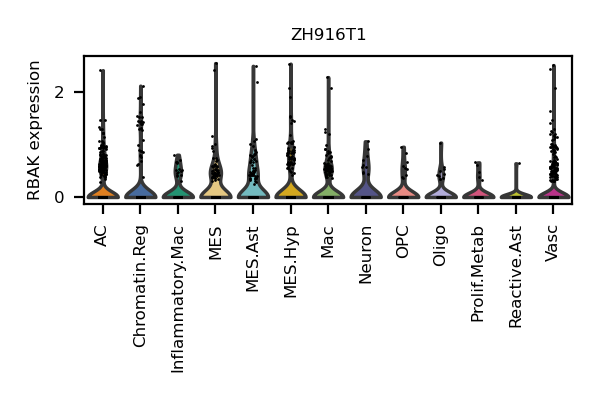 ZH916T1
RBAK expression
2
0
AC
Chromatin.Reg
Inflammatory.Mac
MES
MES.Ast
MES.Hyp
Mac
Neuron
OPC
Oligo
Prolif.Metab
Reactive.Ast
Vasc